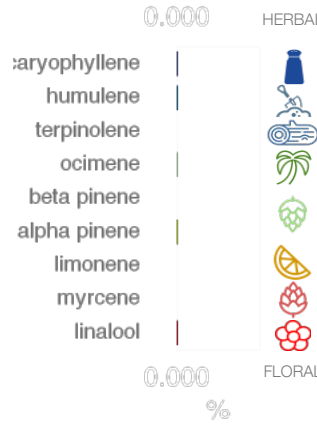 0.000 HERBAL
caryophyllene
humulene
terpinolene
ocimene
beta pinene
alpha pinene
limonene
myrcene
linalool
0.000 FLORAL
%